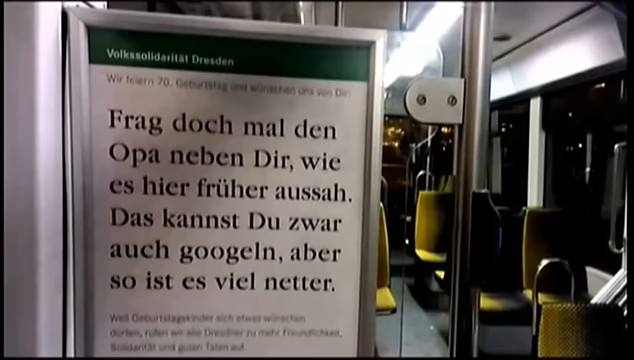 Volkssolidarität Dresden
Wir feiern 70. Geburtstag und wünschen uns von Dir:
Frag doch mal den
Opa neben Dir, wie
es hier früher aussah.
Das kannst Du zwar
auch googeln, aber
so ist es viel netter.
Weil Geburtstagskinder sich etwas wünschen
dürfen, rufen wir alle Dresdner zu mehr Freundlichkeit,
Solidarität und guten Taten auf.